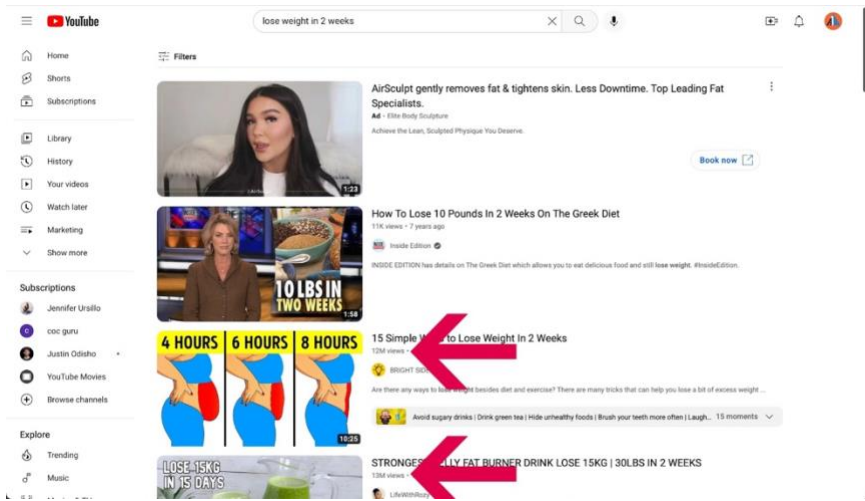 YouTube
lose weight in 2 weeks
Home
Shorts
Subscriptions
Library
History
Your videos
Watch later
Marketing
Show more
Subscriptions
Jennifer Ursillo
coc guru
Justin Odisho
YouTube Movies
Browse channels
Explore
Trending
Music
Filters
1:23
AirSculpt gently removes fat & tightens skin. Less Downtime. Top Leading Fat
Specialists.
Ad · Elite Body Sculpture
Achieve the Lean, Sculpted Physique You Deserve.
Book now
10 LBS IN
TWO WEEKS
1:58
How To Lose 10 Pounds In 2 Weeks On The Greek Diet
11K views · 7 years ago
Inside Edition
INSIDE EDITION has details on The Greek Diet which allows you to eat delicious food and still lose weight. #InsideEdition.
4 HOURS
6 HOURS
8 HOURS
10:25
15 Simple to Lose Weight In 2 Weeks
12M views
BRIGHT SIDE
Are there any ways to lose weight besides diet and exercise? There are many tricks that can help you lose a bit of excess weight ...
Avoid sugary drinks | Drink green tea | Hide unhealthy foods | Brush your teeth more often | Laugh... 15 moments
LOSE 15KG
IN 15 DAYS
FAT BURNER DRINK LOSE 15KG | 30LBS IN 2 WEEKS
13M views
LifeWithRozy